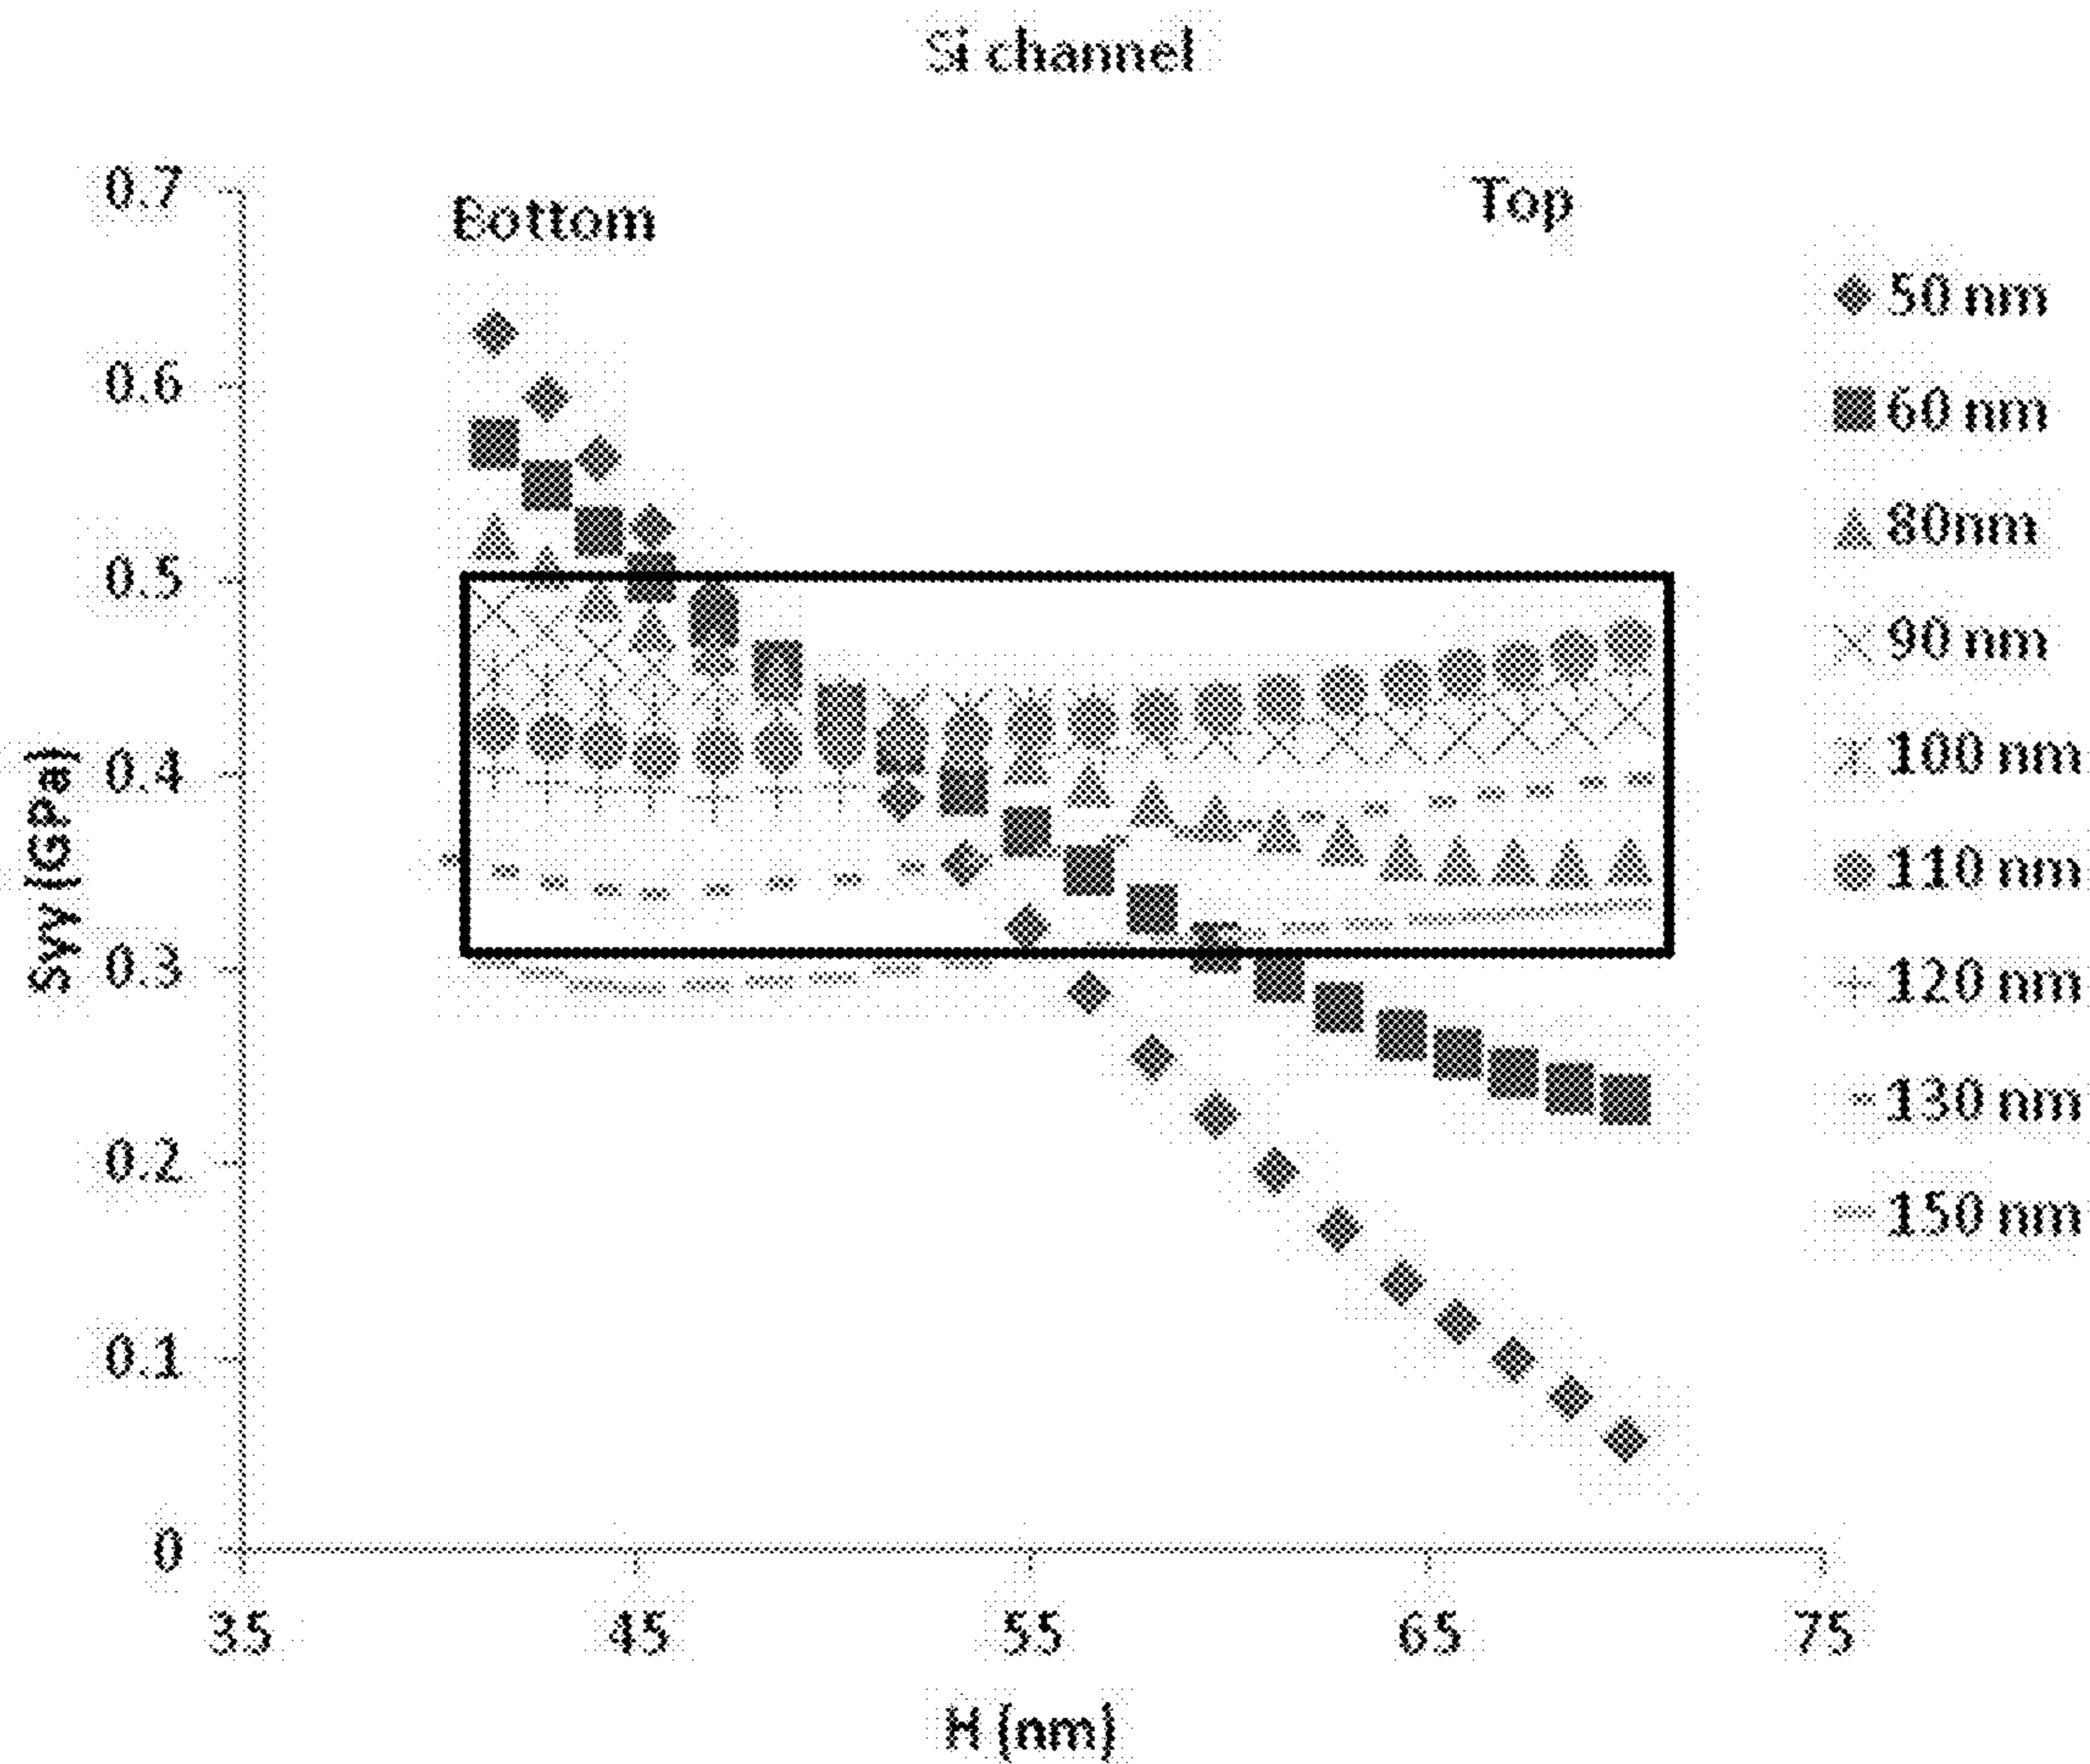 Si channel
0.7
0.6
0.5
0.4
0.3
0.2
0.1
0
Syy (GPa)
Bottom
Top
50 nm
60 nm
80nm
90 nm
100 nm
110 nm
120 nm
130 nm
150 nm
35
45
55
65
75
H (nm)